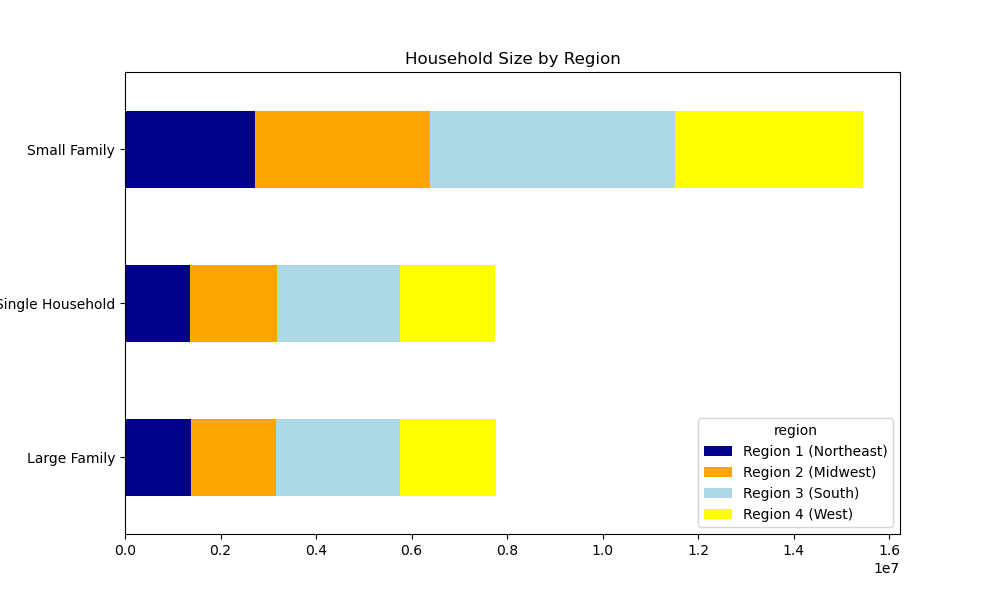 Household Size by Region
Small Family
Single Household
Large Family
region
Region 1 (Northeast)
Region 2 (Midwest)
Region 3 (South)
Region 4 (West)
0.0 0.2 0.4 0.6 0.8 1.0 1.2 1.4 1.6
1e7